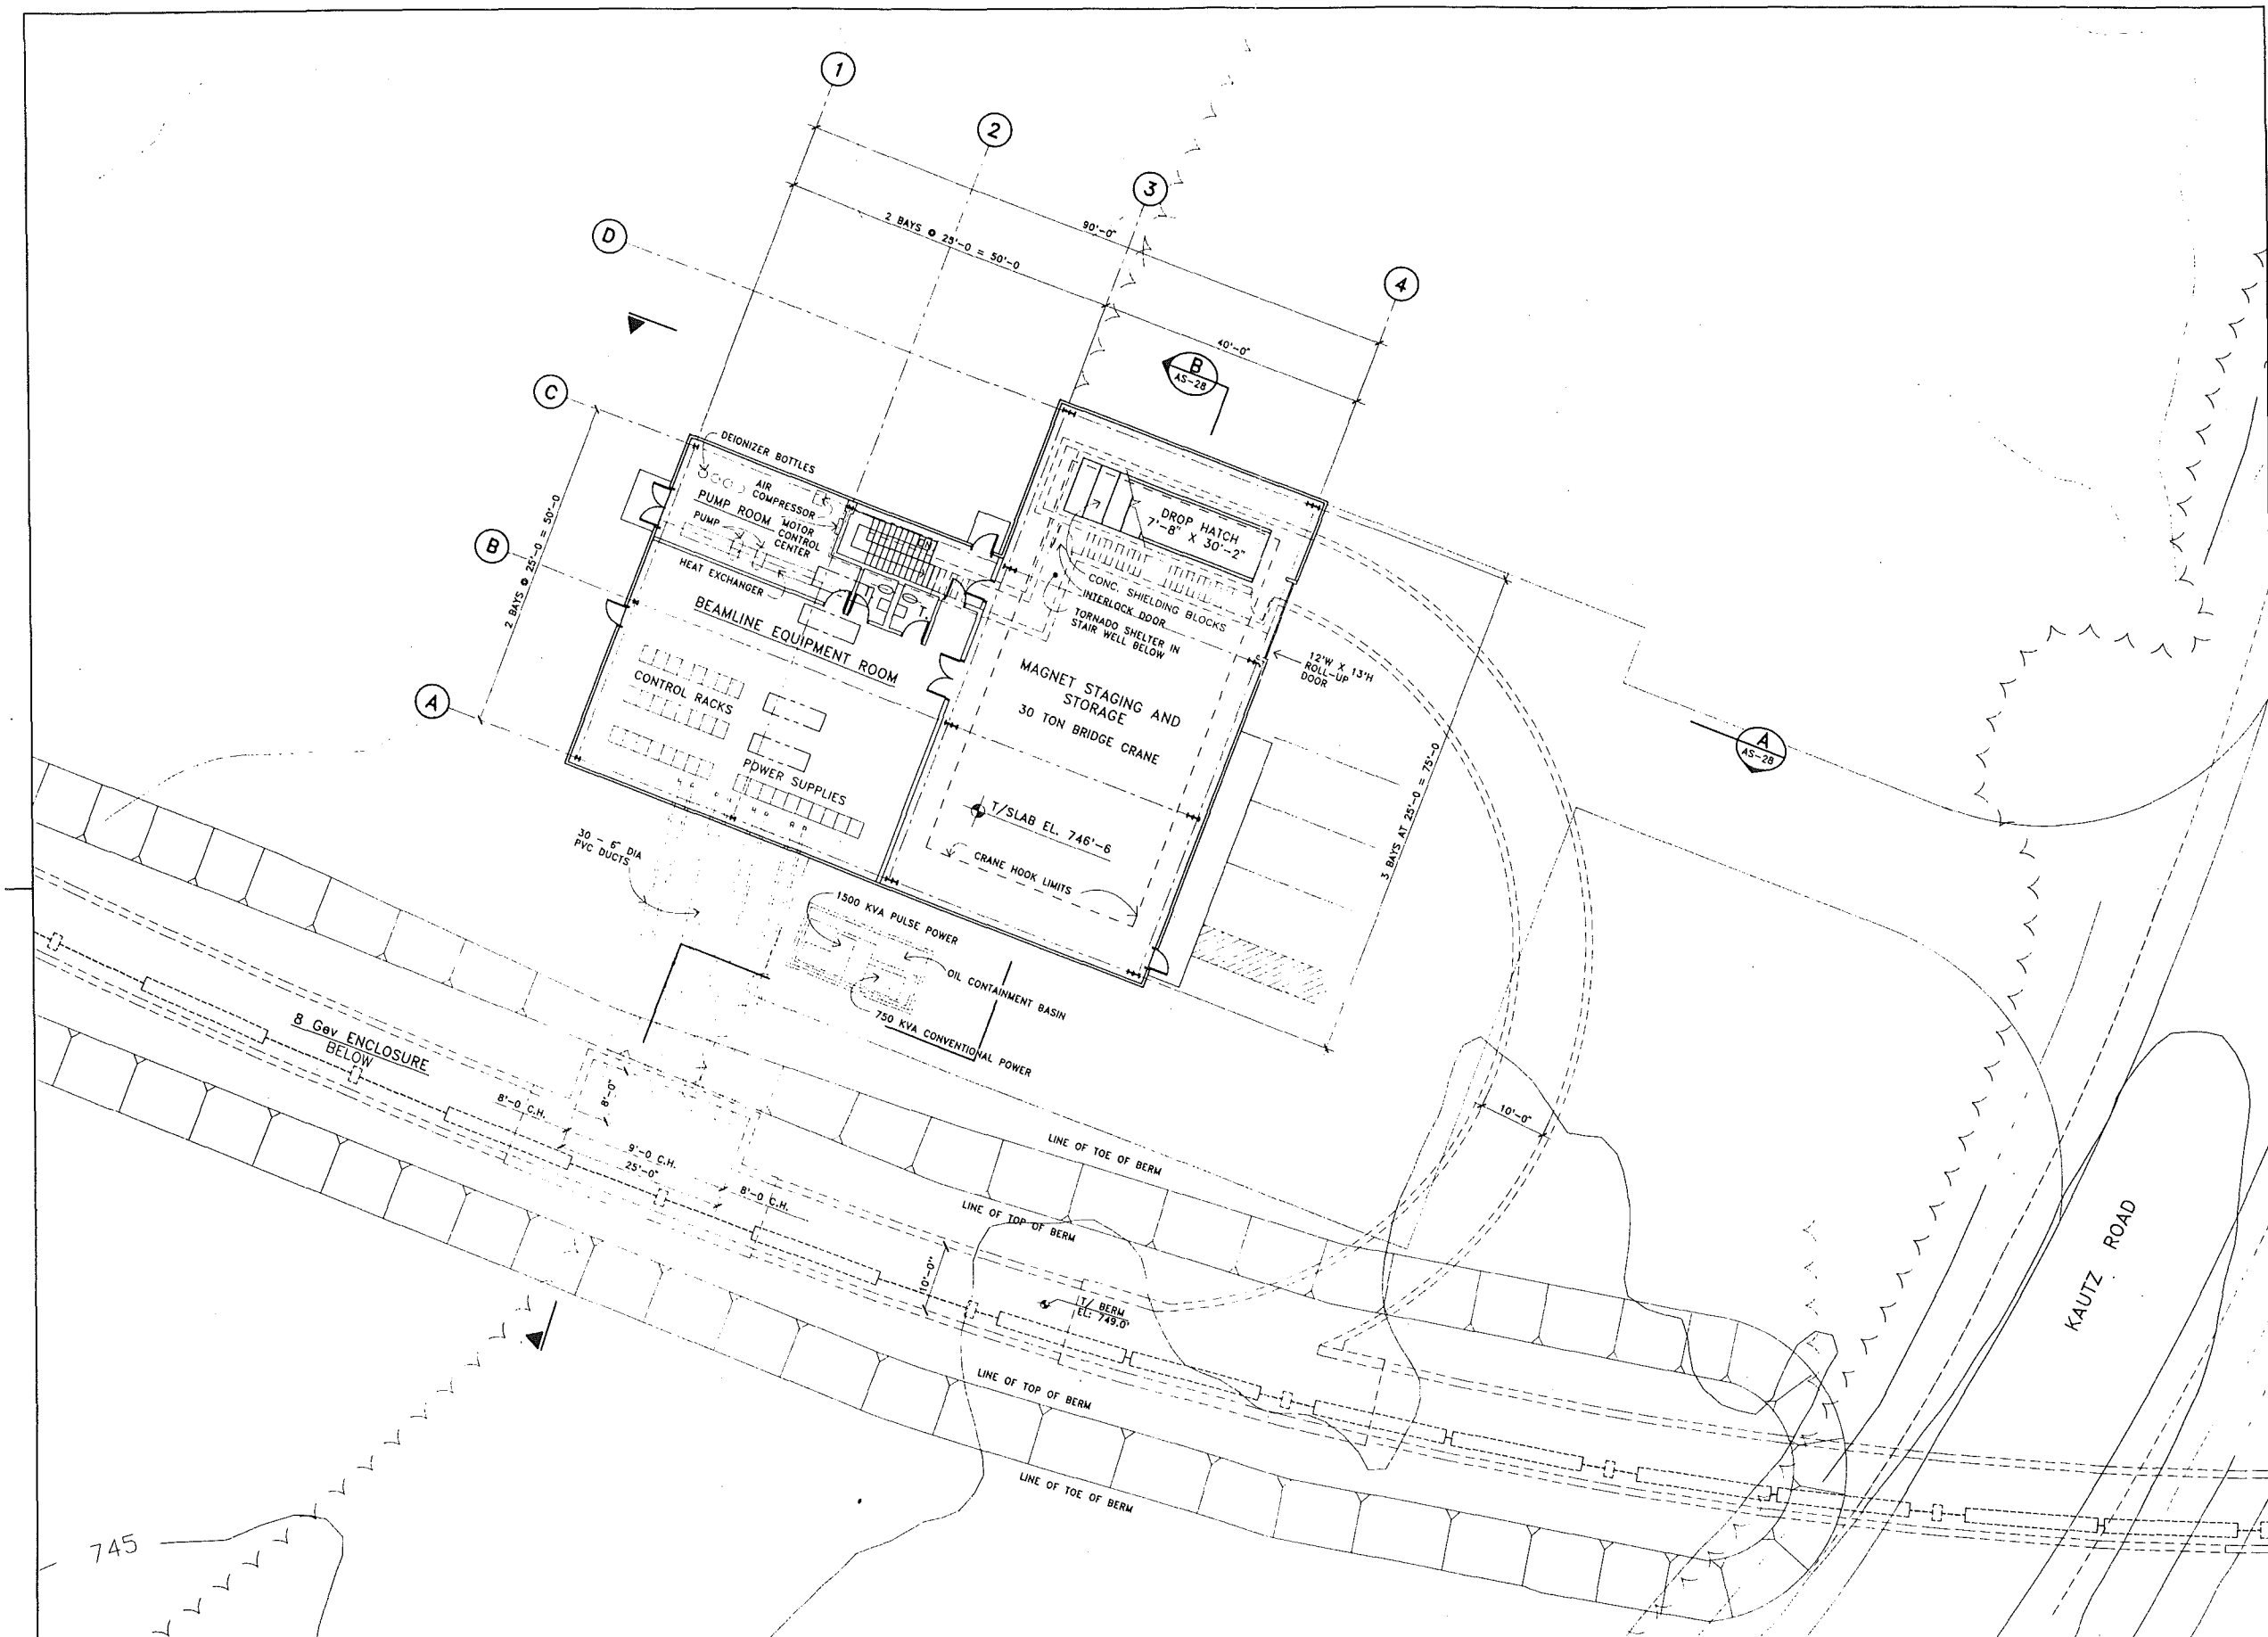 1
2
3
4
D
C
B
A
90'-0"
2 BAYS @ 25'-0 = 50'-0
40'-0"
B
AS-28
2 BAYS @ 25'-0 = 50'-0
DEIONIZER BOTTLES
AIR
COMPRESSOR
PUMP ROOM
MOTOR
CONTROL
CENTER
PUMP
DN
HEAT EXCHANGER
BEAMLINE EQUIPMENT ROOM
T.
CONTROL RACKS
POWER SUPPLIES
DROP HATCH
7'-8" X 30'-2"
CONC. SHIELDING BLOCKS
INTERLOCK DOOR
TORNADO SHELTER IN
STAIR WELL BELOW
12'W X 13'H
ROLL-UP
DOOR
MAGNET STAGING AND
STORAGE
30 TON BRIDGE CRANE
A
AS-28
3 BAYS AT 25'-0 = 75'-0
T/SLAB EL. 746'-6
CRANE HOOK LIMITS
30 - 6" DIA
PVC DUCTS
1500 KVA PULSE POWER
OIL CONTAINMENT BASIN
750 KVA CONVENTIONAL POWER
8 Gev ENCLOSURE
BELOW
8'-0 C.H.
8'-0"
9'-0 C.H.
25'-0"
8'-0 C.H.
10'-0"
LINE OF TOE OF BERM
LINE OF TOP OF BERM
10'-0"
T/ BERM
EL: 749.0'
LINE OF TOP OF BERM
LINE OF TOE OF BERM
KAUTZ ROAD
745